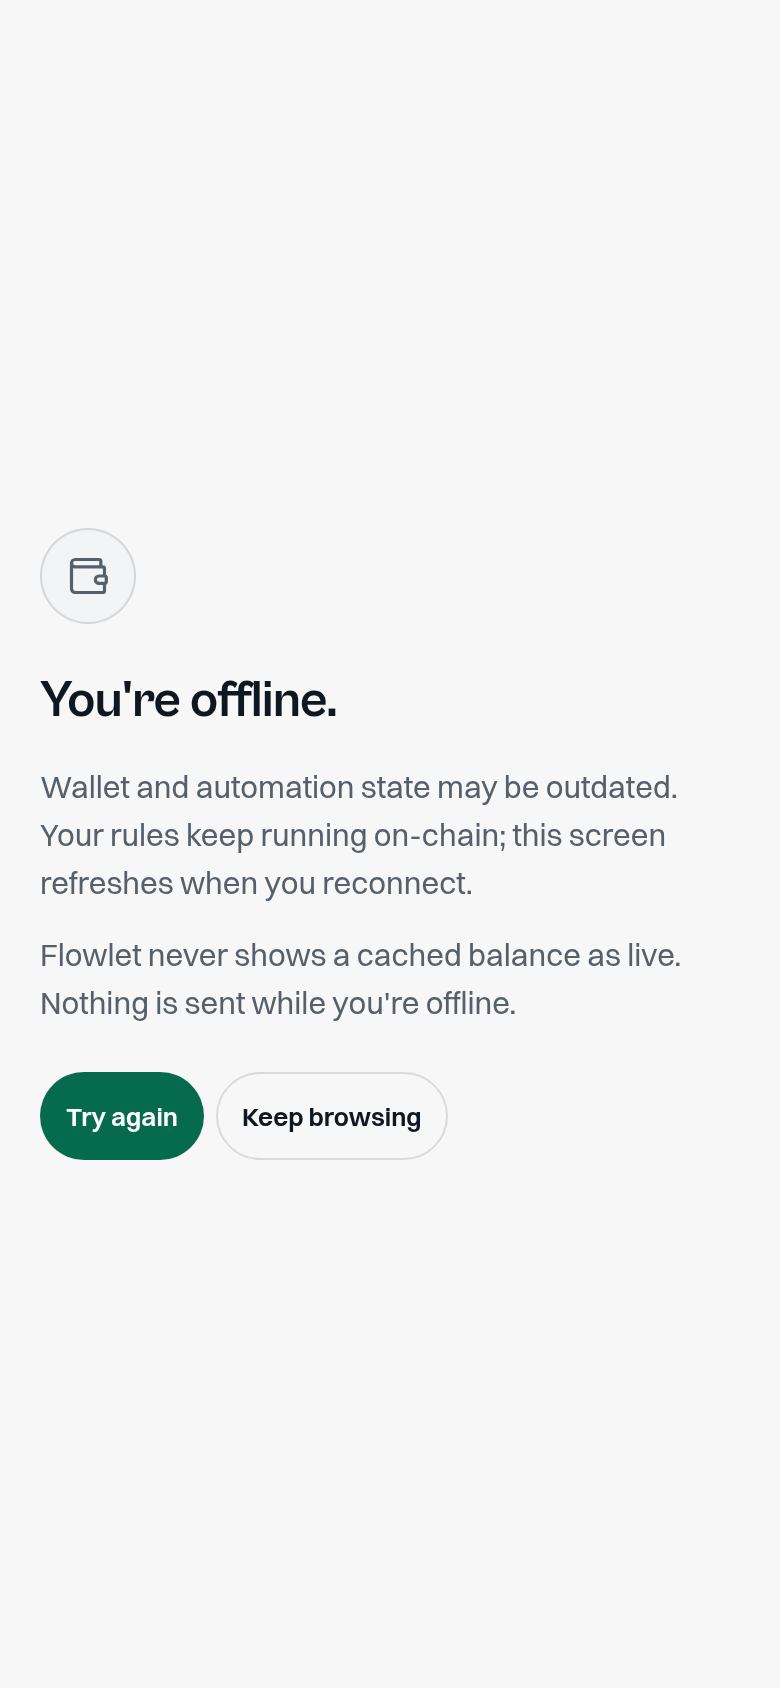 You're offline.
Wallet and automation state may be outdated.
Your rules keep running on-chain; this screen
refreshes when you reconnect.
Flowlet never shows a cached balance as live.
Nothing is sent while you're offline.
Try again
Keep browsing